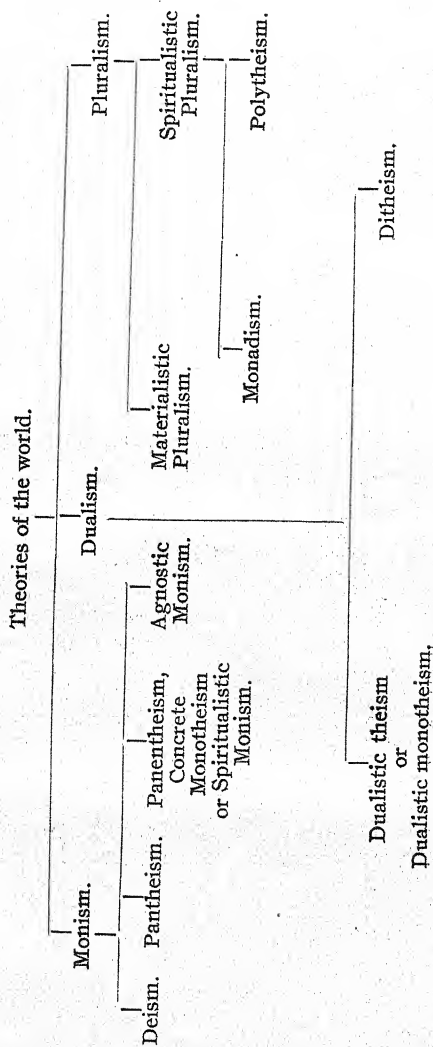 Theories of the world.
Monism.
Dualism.
Pluralism.
Deism.
Pantheism.
Panentheism,
Concrete
Monotheism
or Spiritualistic
Monism.
Agnostic
Monism.
Materialistic
Pluralism.
Spiritualistic
Pluralism.
Monadism.
Polytheism.
Dualistic theism
or
Dualistic monotheism.
Ditheism.